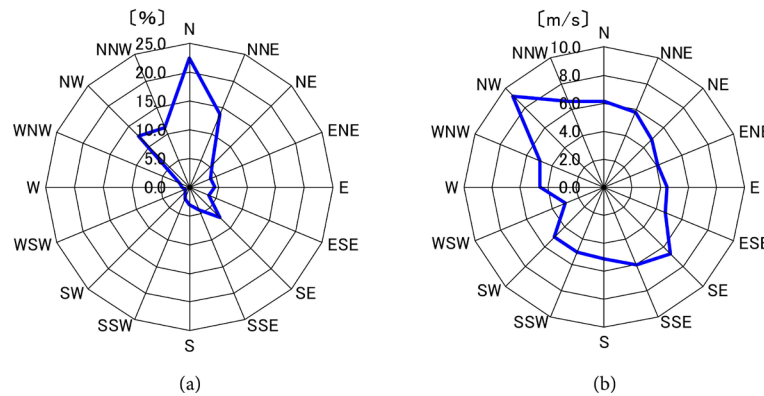 [%]
N
NNE
NE
ENE
E
ESE
SE
SSE
S
SSW
SW
WSW
W
WNW
NW
NNW
25.0
20.0
15.0
10.0
5.0
0.0
(a)
[m/s]
N
NNE
NE
ENE
E
ESE
SE
SSE
S
SSW
SW
WSW
W
WNW
NW
NNW
10.0
8.0
6.0
4.0
2.0
0.0
(b)